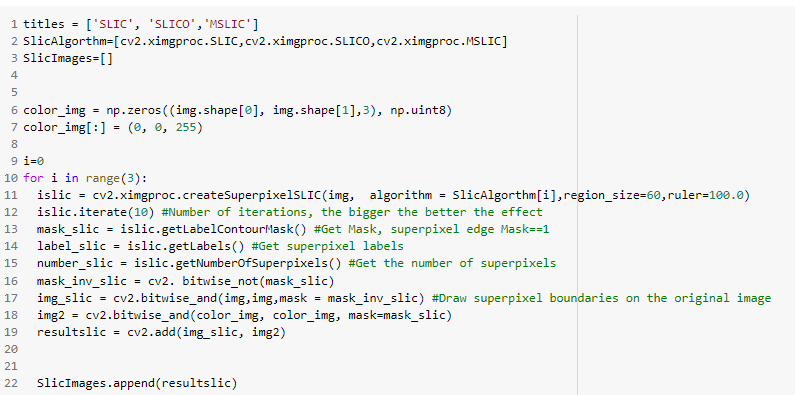 1 titles = ['SLIC', 'SLICO','MSLIC']
2 SlicAlgorthm=[cv2.ximgproc.SLIC,cv2.ximgproc.SLICO,cv2.ximgproc.MSLIC]
3 SlicImages=[]
4
5
6 color_img = np.zeros((img.shape[0], img.shape[1],3), np.uint8)
7 color_img[:] = (0, 0, 255)
8
9 i=0
10 for i in range(3):
11   islic = cv2.ximgproc.createSuperpixelSLIC(img,  algorithm = SlicAlgorthm[i],region_size=60,ruler=100.0)
12   islic.iterate(10) #Number of iterations, the bigger the better the effect
13   mask_slic = islic.getLabelContourMask() #Get Mask, superpixel edge Mask==1
14   label_slic = islic.getLabels() #Get superpixel labels
15   number_slic = islic.getNumberOfSuperpixels() #Get the number of superpixels
16   mask_inv_slic = cv2. bitwise_not(mask_slic)
17   img_slic = cv2.bitwise_and(img,img,mask = mask_inv_slic) #Draw superpixel boundaries on the original image
18   img2 = cv2.bitwise_and(color_img, color_img, mask=mask_slic)
19   resultslic = cv2.add(img_slic, img2)
20
21
22   SlicImages.append(resultslic)